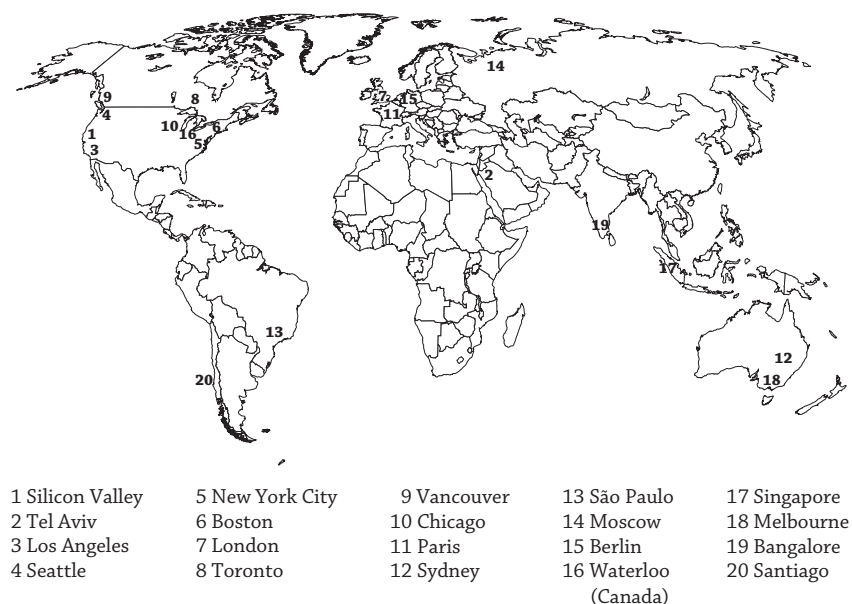 14
9
8
7
15
4
11
10
6
1
16
5
3
2
19
17
13
12
20
18
1 Silicon Valley
2 Tel Aviv
3 Los Angeles
4 Seattle
5 New York City
6 Boston
7 London
8 Toronto
9 Vancouver
10 Chicago
11 Paris
12 Sydney
13 São Paulo
14 Moscow
15 Berlin
16 Waterloo
(Canada)
17 Singapore
18 Melbourne
19 Bangalore
20 Santiago